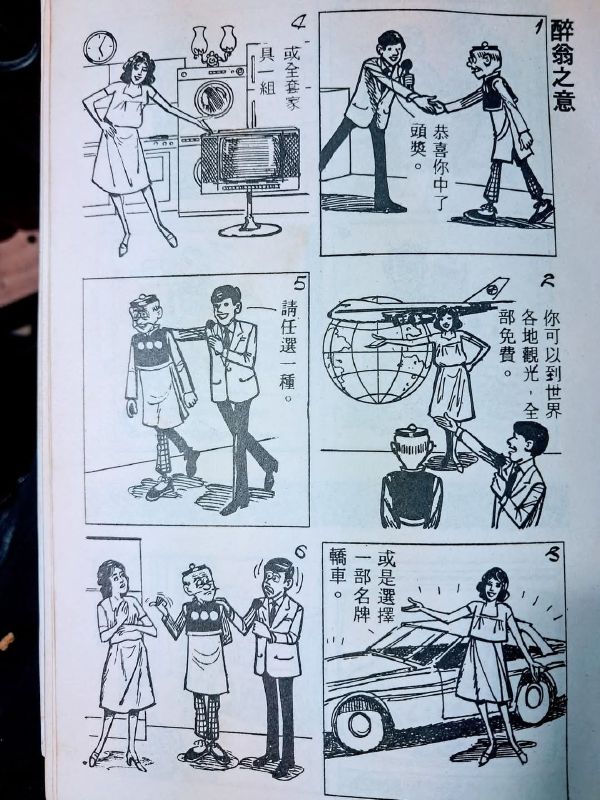 醉翁之意
1
恭喜你中了
頭獎。
2
你可以到世界
各地觀光，全
部免費。
3
或是選擇
一部名牌
轎車。
4
或全套家
具一組
5
請任選一種。
6